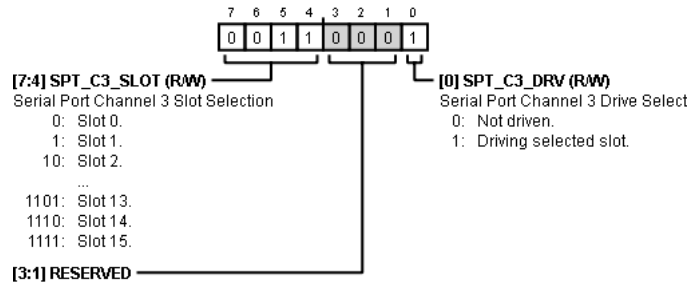 7 6 5 4 3 2 1 0
0 0 1 1 0 0 0 1
[7:4] SPT_C3_SLOT (R/W)
Serial Port Channel 3 Slot Selection
0: Slot 0.
1: Slot 1.
10: Slot 2.
...
1101: Slot 13.
1110: Slot 14.
1111: Slot 15.
[3:1] RESERVED
[0] SPT_C3_DRV (R/W)
Serial Port Channel 3 Drive Select
0: Not driven.
1: Driving selected slot.